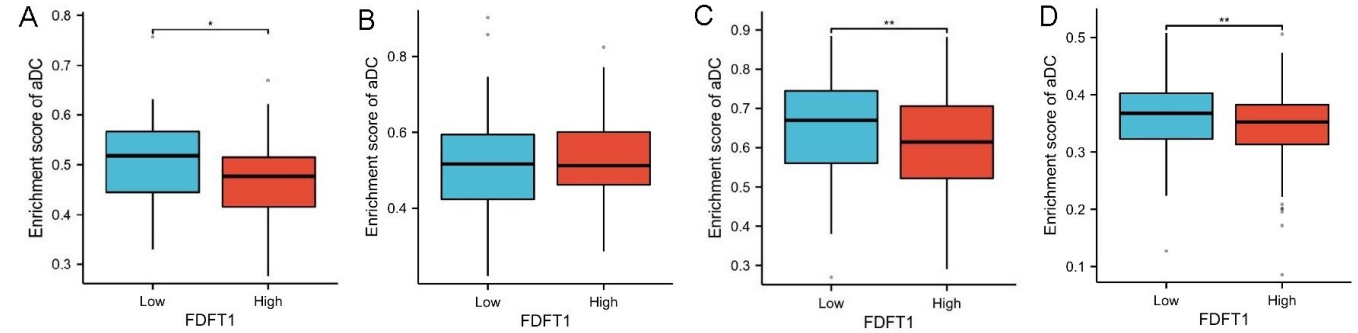 A
Enrichment score of aDC
0.8
0.7
0.6
0.5
0.4
0.3
*
Low
High
FDFT1
B
Enrichment score of aDC
0.8
0.6
0.4
Low
High
FDFT1
C
Enrichment score of aDC
0.9
0.8
0.7
0.6
0.5
0.4
0.3
**
Low
High
FDFT1
D
Enrichment score of aDC
0.5
0.4
0.3
0.2
0.1
**
Low
High
FDFT1